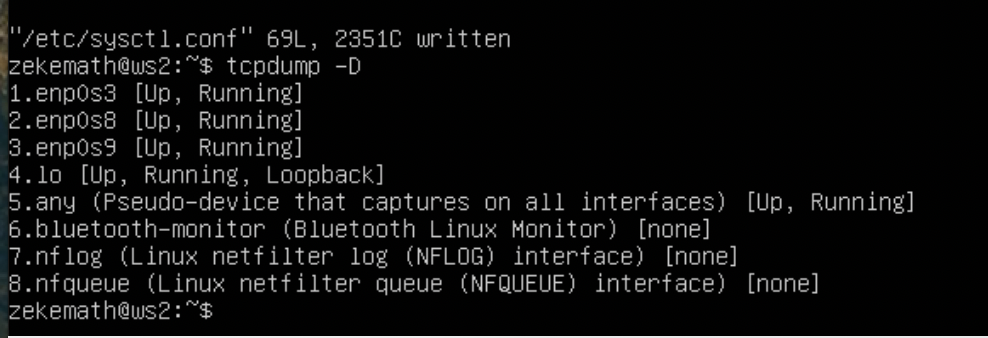 "/etc/sysctl.conf" 69L, 2351C written
zekemath@ws2:~$ tcpdump -D
1.enp0s3 [Up, Running]
2.enp0s8 [Up, Running]
3.enp0s9 [Up, Running]
4.lo [Up, Running, Loopback]
5.any (Pseudo-device that captures on all interfaces) [Up, Running]
6.bluetooth-monitor (Bluetooth Linux Monitor) [none]
7.nflog (Linux netfilter log (NFLOG) interface) [none]
8.nfqueue (Linux netfilter queue (NFQUEUE) interface) [none]
zekemath@ws2:~$